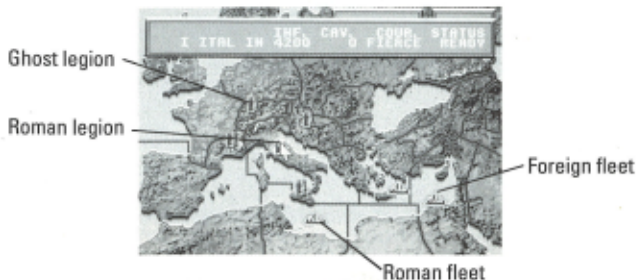 INF. CAV. COUR. STATUS
I ITAL IN 4200 0 FIERCE READY
Ghost legion
Roman legion
Foreign fleet
Roman fleet